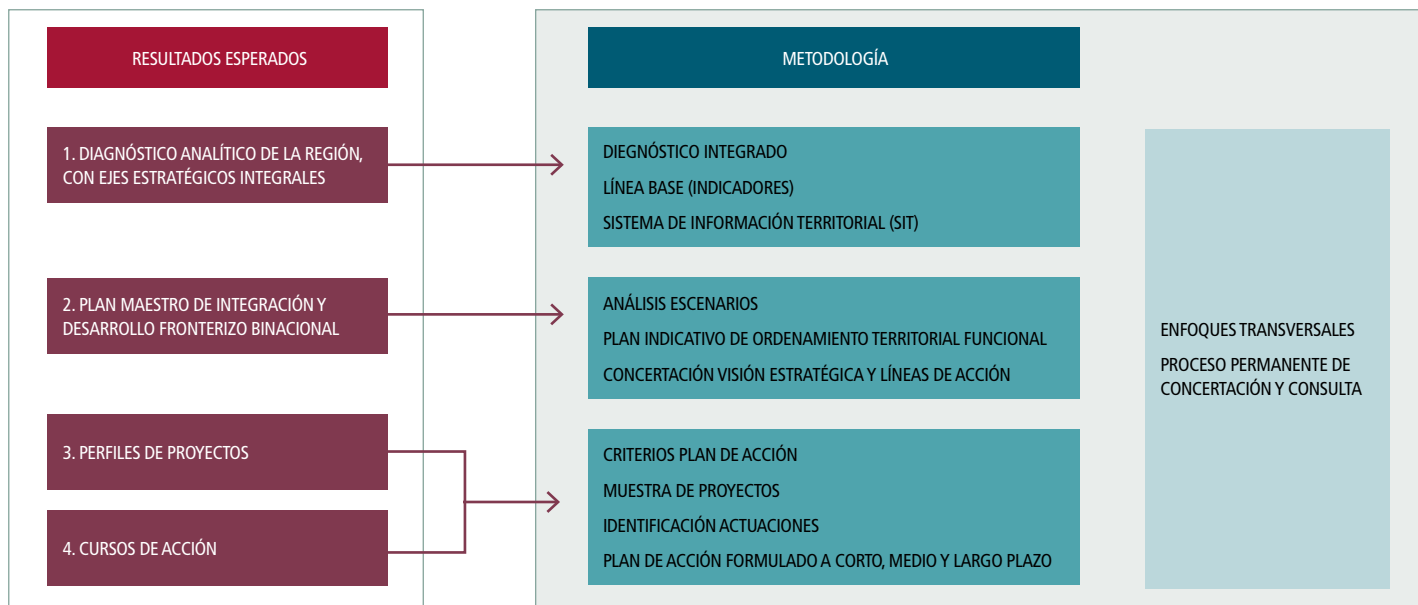 RESULTADOS ESPERADOS
1. DIAGNÓSTICO ANALÍTICO DE LA REGIÓN,
CON EJES ESTRATÉGICOS INTEGRALES
2. PLAN MAESTRO DE INTEGRACIÓN Y
DESARROLLO FRONTERIZO BINACIONAL
3. PERFILES DE PROYECTOS
4. CURSOS DE ACCIÓN
METODOLOGÍA
DIEGNÓSTICO INTEGRADO
LÍNEA BASE (INDICADORES)
SISTEMA DE INFORMACIÓN TERRITORIAL (SIT)
ANÁLISIS ESCENARIOS
PLAN INDICATIVO DE ORDENAMIENTO TERRITORIAL FUNCIONAL
CONCERTACIÓN VISIÓN ESTRATÉGICA Y LÍNEAS DE ACCIÓN
CRITERIOS PLAN DE ACCIÓN
MUESTRA DE PROYECTOS
IDENTIFICACIÓN ACTUACIONES
PLAN DE ACCIÓN FORMULADO A CORTO, MEDIO Y LARGO PLAZO
ENFOQUES TRANSVERSALES
PROCESO PERMANENTE DE
CONCERTACIÓN Y CONSULTA